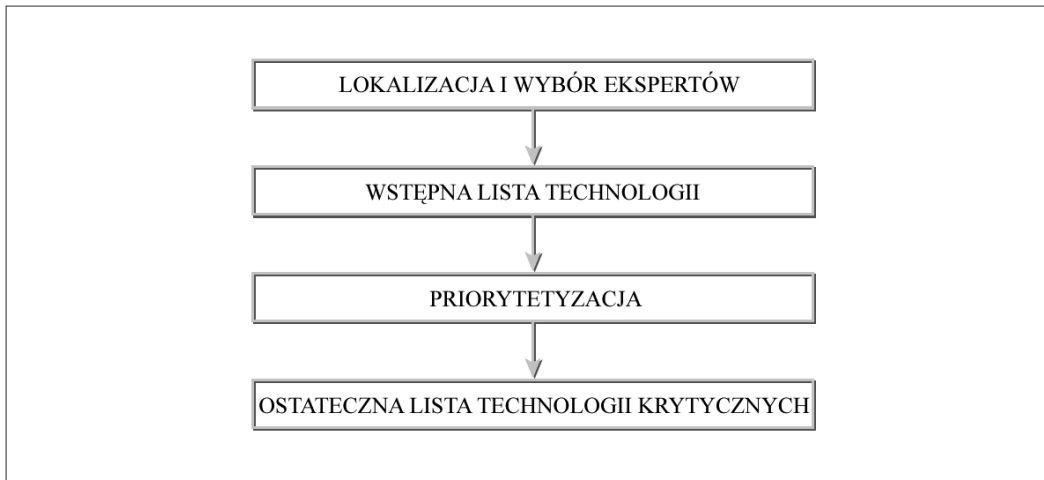 LOKALIZACJA I WYBÓR EKSPERTÓW
WSTĘPNA LISTA TECHNOLOGII
PRIORYTETYZACJA
OSTATECZNA LISTA TECHNOLOGII KRYTYCZNYCH